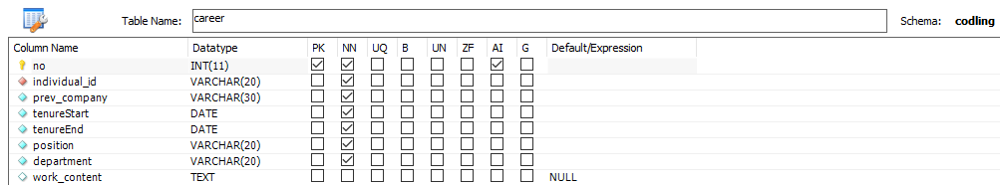 Table Name: career Schema: codling
Column Name Datatype PK NN UQ B UN ZF AI G Default/Expression
no INT(11)
individual_id VARCHAR(20)
prev_company VARCHAR(30)
tenureStart DATE
tenureEnd DATE
position VARCHAR(20)
department VARCHAR(20)
work_content TEXT NULL